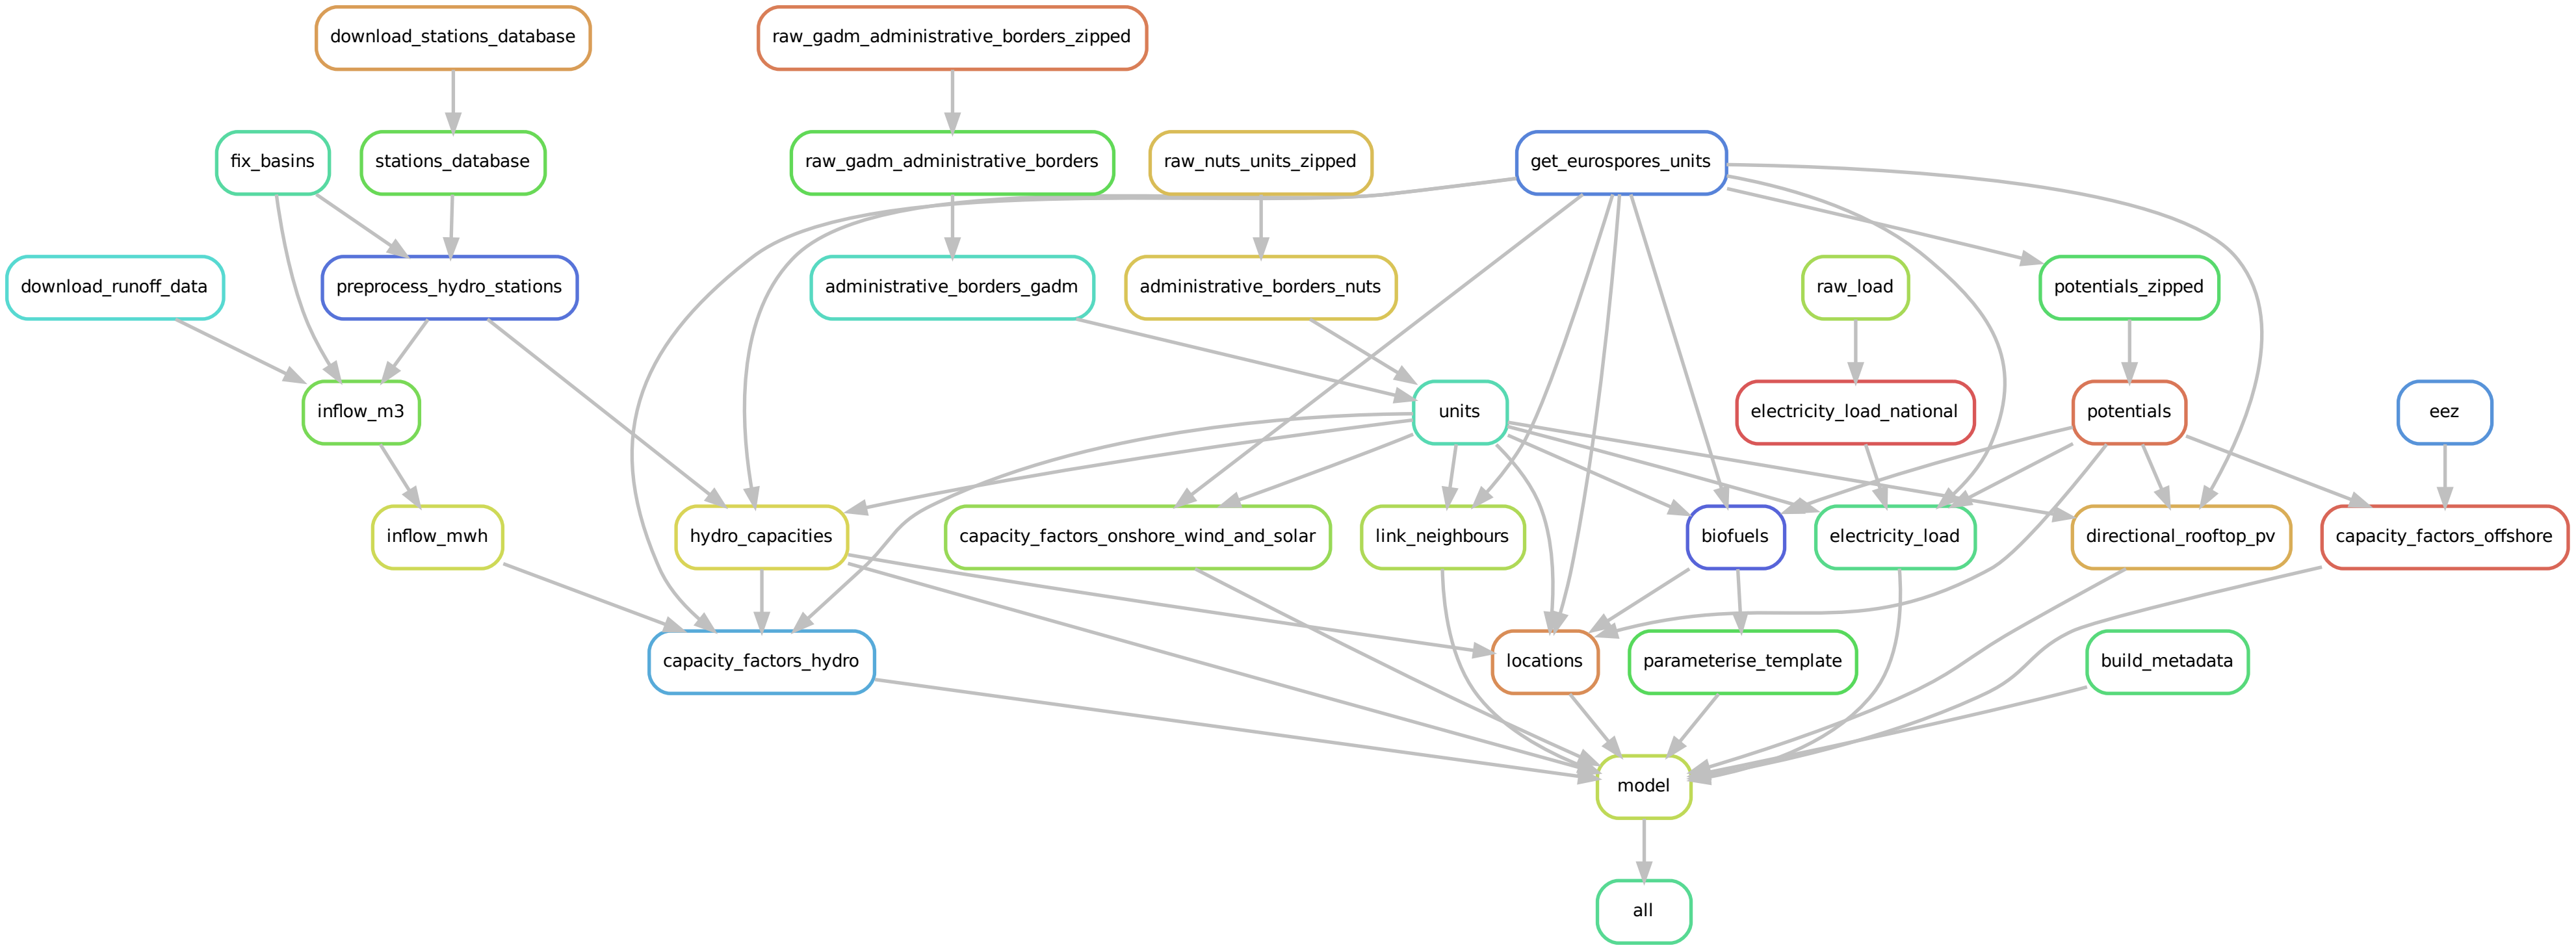 download_stations_database
raw_gadm_administrative_borders_zipped
fix_basins
stations_database
raw_gadm_administrative_borders
raw_nuts_units_zipped
get_eurospores_units
download_runoff_data
preprocess_hydro_stations
administrative_borders_gadm
administrative_borders_nuts
raw_load
potentials_zipped
inflow_m3
units
electricity_load_national
potentials
eez
inflow_mwh
hydro_capacities
capacity_factors_onshore_wind_and_solar
link_neighbours
biofuels
electricity_load
directional_rooftop_pv
capacity_factors_offshore
capacity_factors_hydro
locations
parameterise_template
build_metadata
model
all